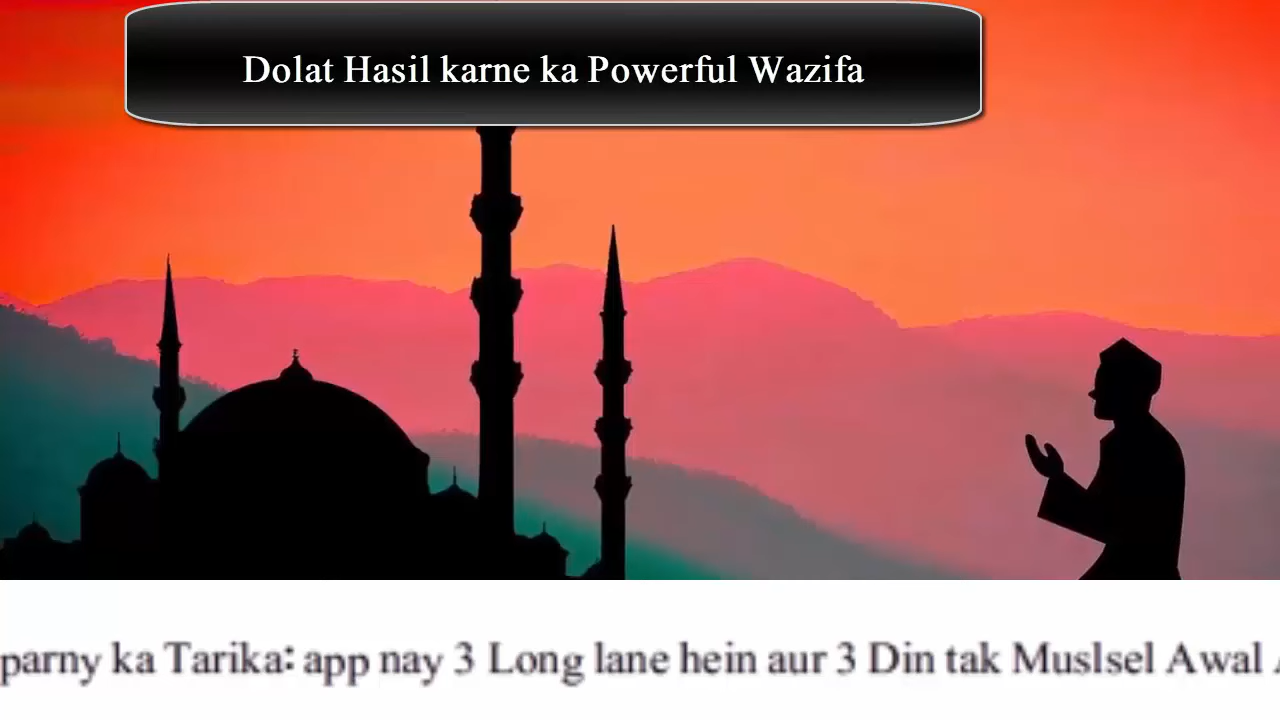 Dolat Hasil karne ka Powerful Wazifa
parny ka Tarika: app nay 3 Long lane hein aur 3 Din tak Muslsel Awal